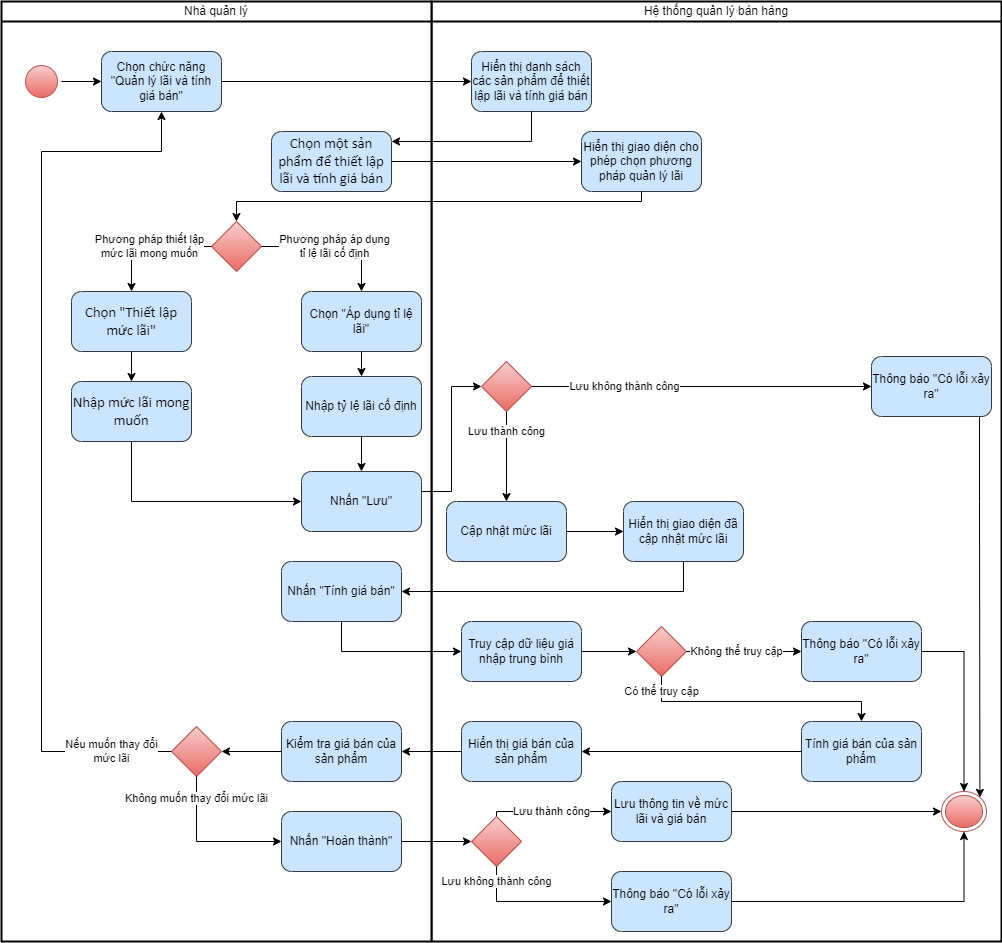 Nhà quản lý
Hệ thống quản lý bán hàng
Chọn chức năng
"Quản lý lãi và tính
giá bán"
Hiển thị danh sách
các sản phẩm để thiết
lập lãi và tính giá bán
Chọn một sản
phẩm để thiết lập
lãi và tính giá bán
Hiển thị giao diện cho
phép chọn phương
pháp quản lý lãi
Phương pháp thiết lập
mức lãi mong muốn
Phương pháp áp dụng
tỉ lệ lãi cố định
Chọn "Thiết lập
mức lãi"
Chọn "Áp dụng tỉ lệ
lãi"
Lưu không thành công
Thông báo "Có lỗi xảy
ra"
Nhập mức lãi mong
muốn
Nhập tỷ lệ lãi cố định
Lưu thành công
Nhấn "Lưu"
Cập nhật mức lãi
Hiển thị giao diện đã
cập nhật mức lãi
Nhấn "Tính giá bán"
Truy cập dữ liệu giá
nhập trung bình
Không thể truy cập
Thông báo "Có lỗi xảy
ra"
Có thể truy cập
Nếu muốn thay đổi
mức lãi
Kiểm tra giá bán của
sản phẩm
Hiển thị giá bán của
sản phẩm
Tính giá bán của sản
phẩm
Không muốn thay đổi mức lãi
Nhấn "Hoàn thành"
Lưu thành công
Lưu thông tin về mức
lãi và giá bán
Lưu không thành công
Thông báo "Có lỗi xảy
ra"